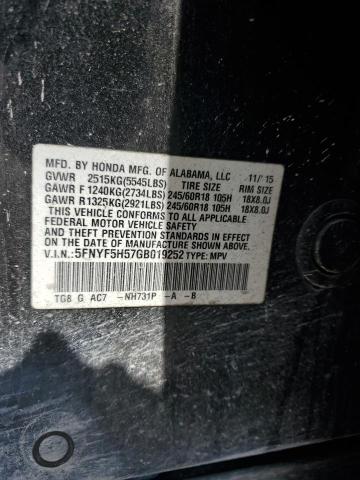 MFD. BY HONDA MFG. OF ALABAMA, LLC 11/ 15
GVWR 2515KG(5545LBS) TIRE SIZE RIM SIZE
GAWR F 1240KG(2734LBS) 245/60R18 105H 18X8.0J
GAWR R1325KG(2921LBS) 245/60R18 105H 18X8.0J
THIS VEHICLE CONFORMS TO ALL APPLICABLE
FEDERAL MOTOR VEHICLE SAFETY AND
THEFT PREVENTION STANDARDS IN EFFECT ON
THE DATE OF MANUFACTURE SHOWN ABOVE.
V.I.N.: 5FNYF5H57GB019252 TYPE: MPV
TG8 G AC7 -NH731P -A -B